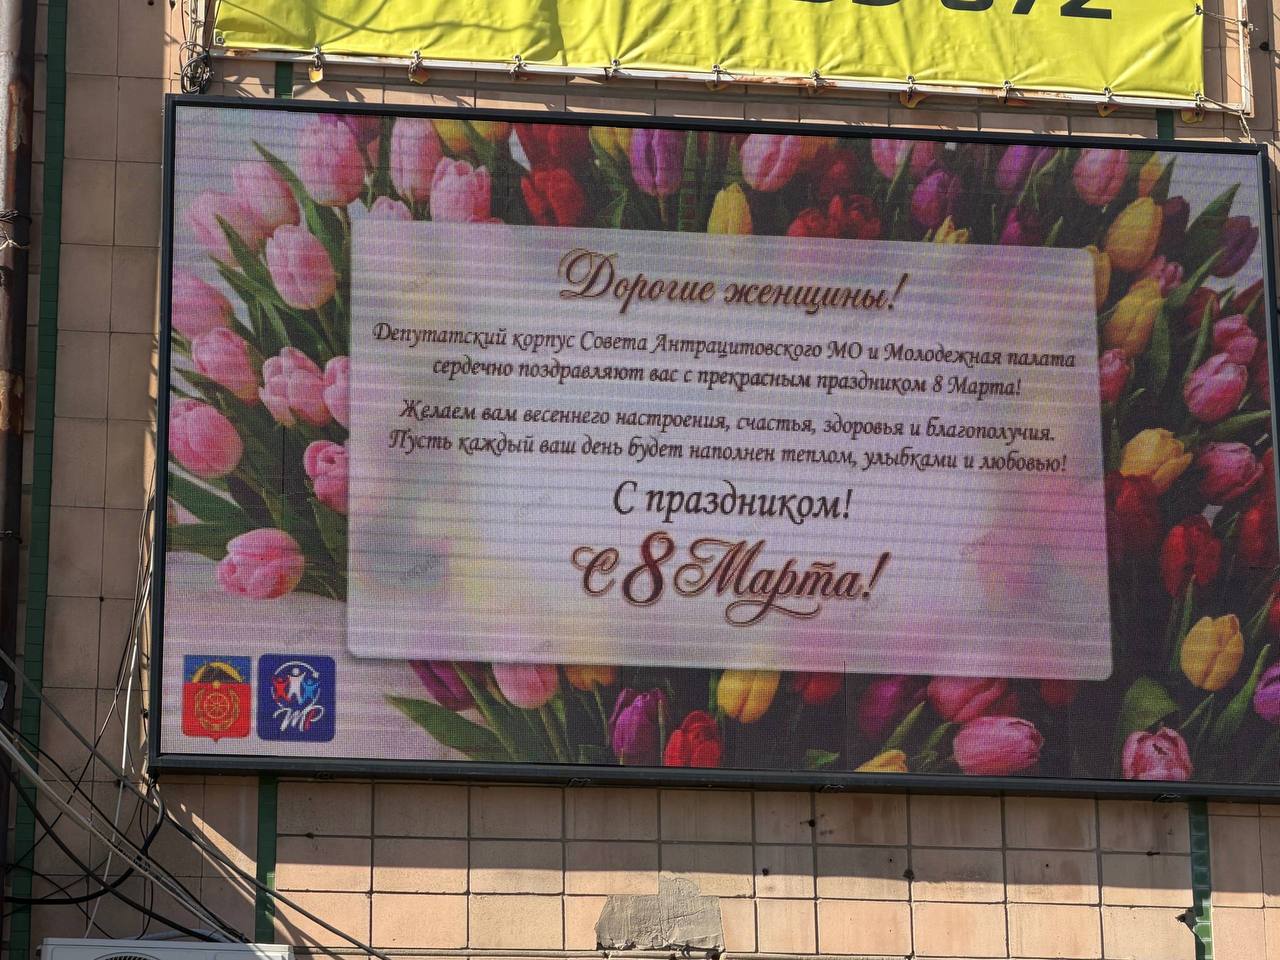 Дорогие женщины!
Депутатский корпус Совета Антрацитовского МО и Молодежная палата
сердечно поздравляют вас с прекрасным праздником 8 Марта!
Желаем вам весеннего настроения, счастья, здоровья и благополучия.
Пусть каждый ваш день будет наполнен теплом, улыбками и любовью!
С праздником!
С 8 Марта!
МР